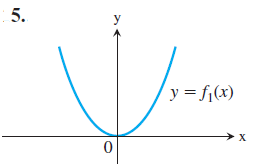 5.
y
y = f₁(x)
x
0